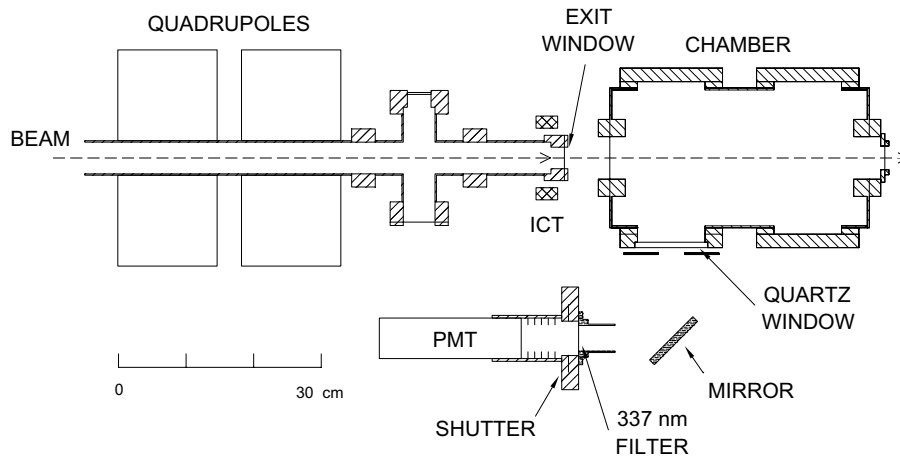 QUADRUPOLES
EXIT
WINDOW
CHAMBER
BEAM
ICT
QUARTZ
WINDOW
PMT
MIRROR
0
30 cm
SHUTTER
337 nm
FILTER